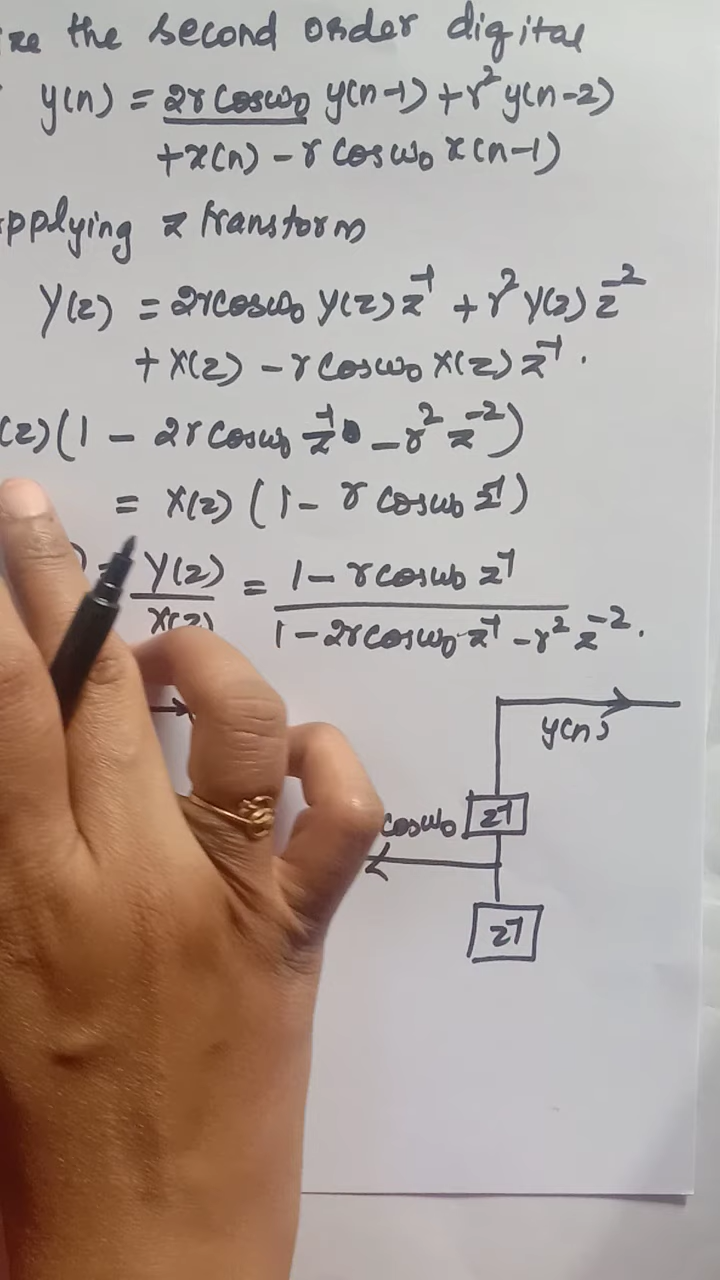 the second order digital
y(n) = 2r cosω₀ y(n-1) + r² y(n-2)
+ x(n) - r cosω₀ x(n-1)
applying z transform
Y(z) = 2r cosω₀ Y(z) z⁻¹ + r² Y(z) z⁻²
+ X(z) - r cosω₀ X(z) z⁻¹.
(z) (1 - 2r cosω₀ z⁻¹ - r² z⁻²)
= X(z) (1 - r cosω₀ z⁻¹)
) = Y(z)/X(z) = 1 - r cosω₀ z⁻¹ / 1 - 2r cosω₀ z⁻¹ - r² z⁻².
y(n)
cosω₀ z⁻¹
z⁻¹